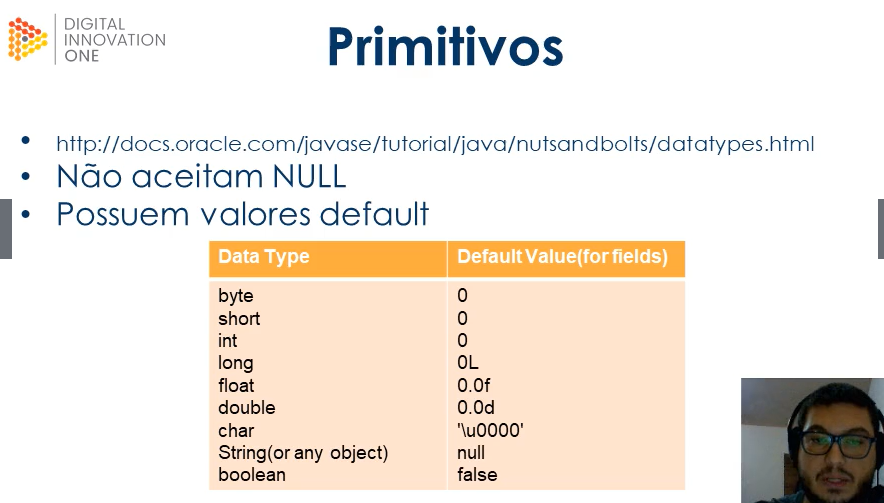 DIGITAL
INNOVATION
ONE
Primitivos
• http://docs.oracle.com/javase/tutorial/java/nutsandbolts/datatypes.html
• Não aceitam NULL
• Possuem valores default
Data Type Default Value(for fields)
byte 0
short 0
int 0
long 0L
float 0.0f
double 0.0d
char '\u0000'
String(or any object) null
boolean false